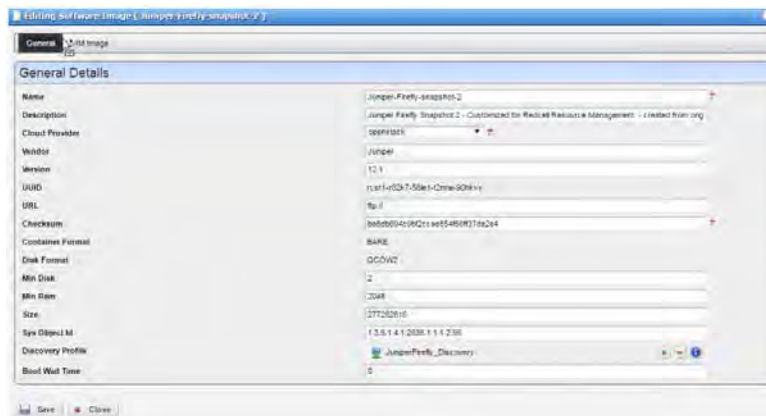 Editing Software Image [ Juniper-Firefly-snapshot-2 ]
General Image
General Details
Name Juniper-Firefly-snapshot-2
Description Juniper Firefly Snapshot 2 - Customized for Redcell Resource Management - created from orig
Cloud Provider openstack
Vendor Juniper
Version 12.1
UUID
URL ftp://
Checksum
Container Format BARE
Disk Format QCOW2
Min Disk 2
Min Ram 2048
Size
Sys Object Id
Discovery Profile JuniperFirefly_Discovery
Boot Wait Time 0
Save Close